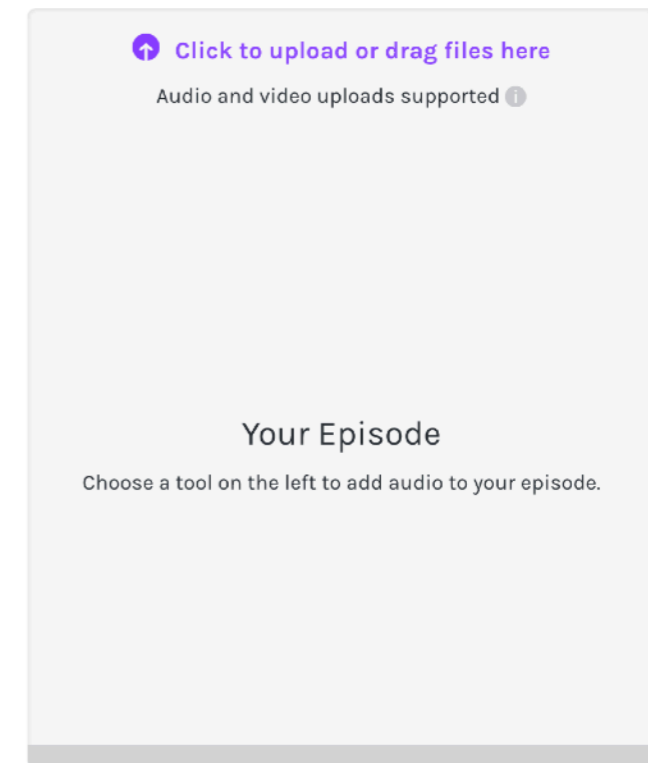 Click to upload or drag files here
Audio and video uploads supported
Your Episode
Choose a tool on the left to add audio to your episode.